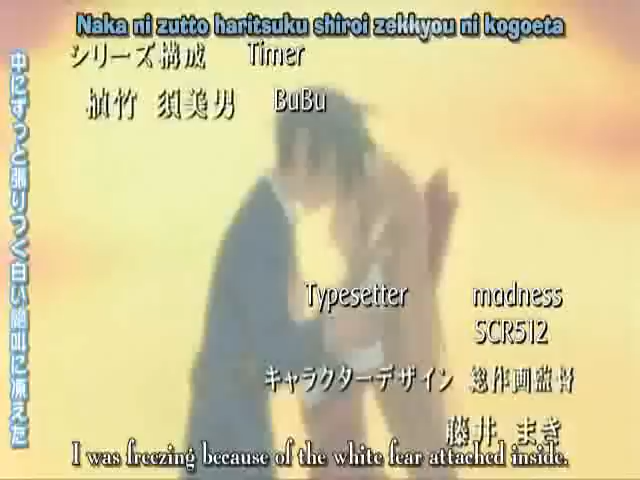 Naka ni zutto haritsuku shiroi zekkyou ni kogoeta
中にずっと張りつく白い絶叫に凍えた
シリーズ構成 Timer
植竹 須美男 BuBu
Typesetter madness
SCR512
キャラクターデザイン 総作画監督
藤井 まき
I was freezing because of the white fear attached inside.